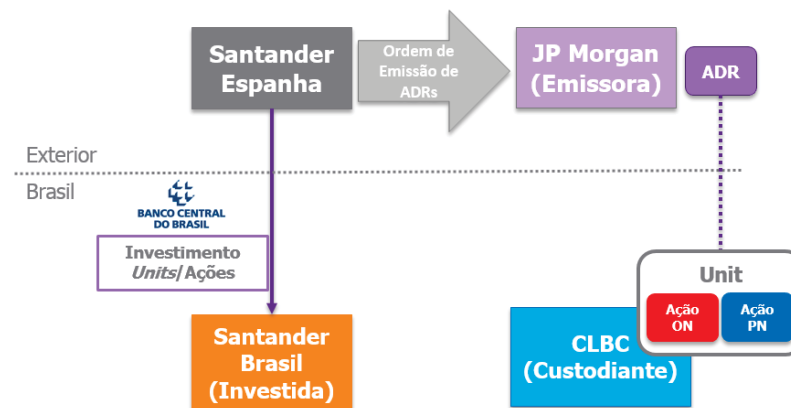 Santander
Espanha
Ordem de
Emissão de
ADRs
JP Morgan
(Emissora)
ADR
Exterior
Brasil
BANCO CENTRAL
DO BRASIL
Investimento
Units/Ações
Unit
Ação
ON
Ação
PN
Santander
Brasil
(Investida)
CLBC
(Custodiante)